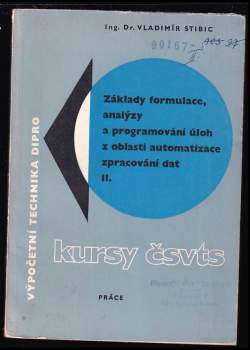 Ing. Dr. VLADIMÍR STIBIC
00167
Základy formulace,
analýzy
a programování úloh
z oblasti automatizace
zpracování dat
II.
VÝPOČETNÍ TECHNIKA DIPRO
kursy čsvts
PRÁCE